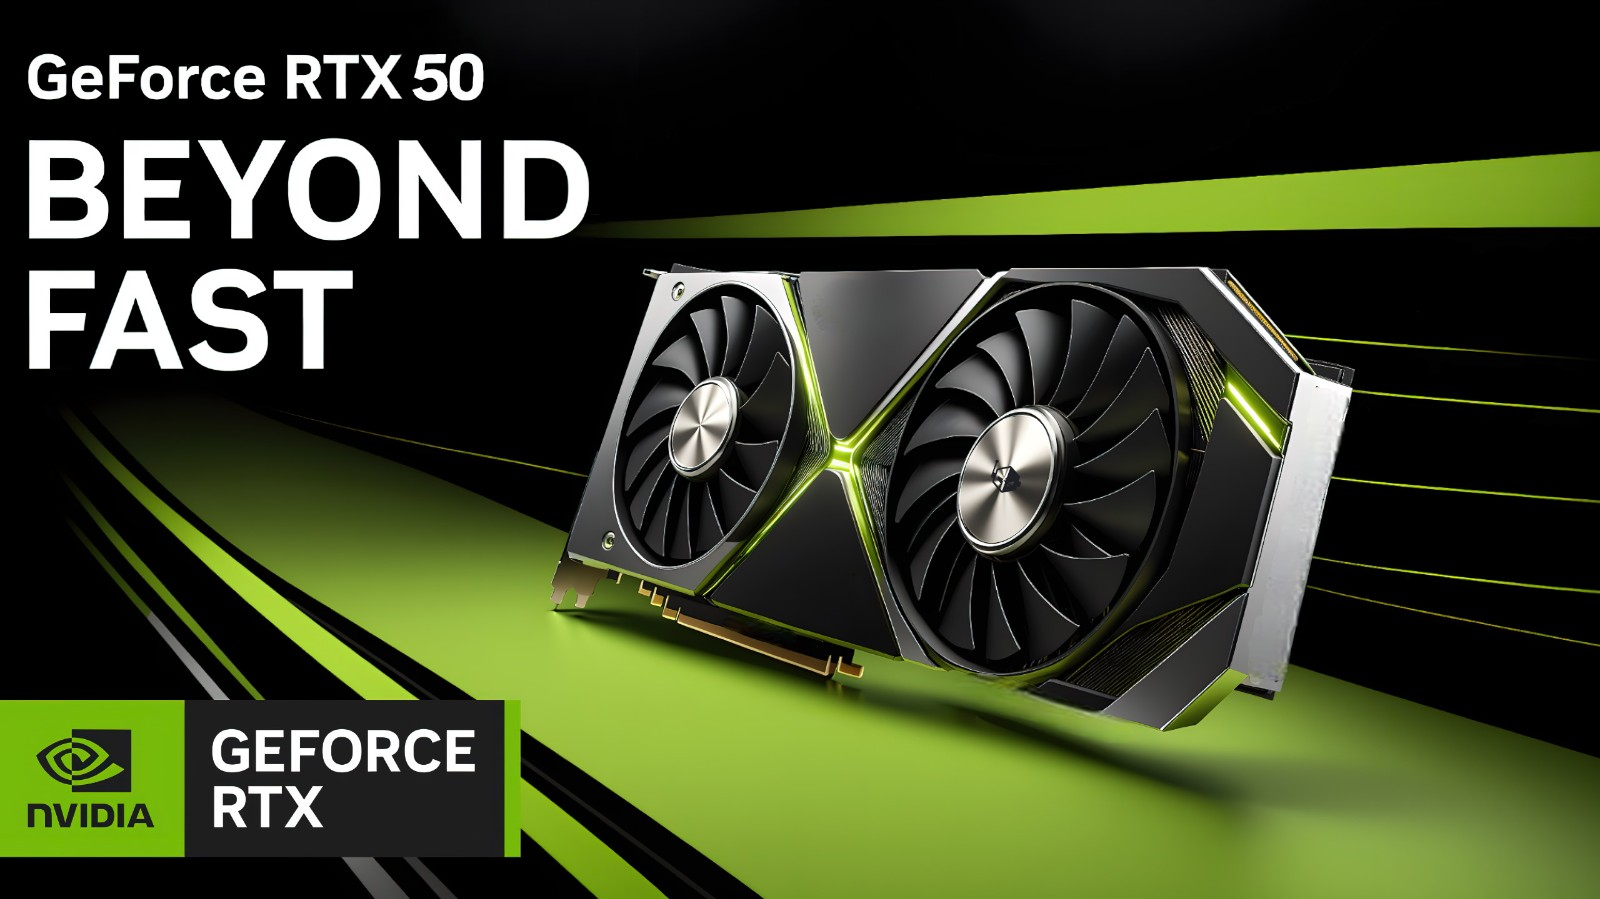 GeForce RTX 50
BEYOND
FAST
NVIDIA
GEFORCE
RTX